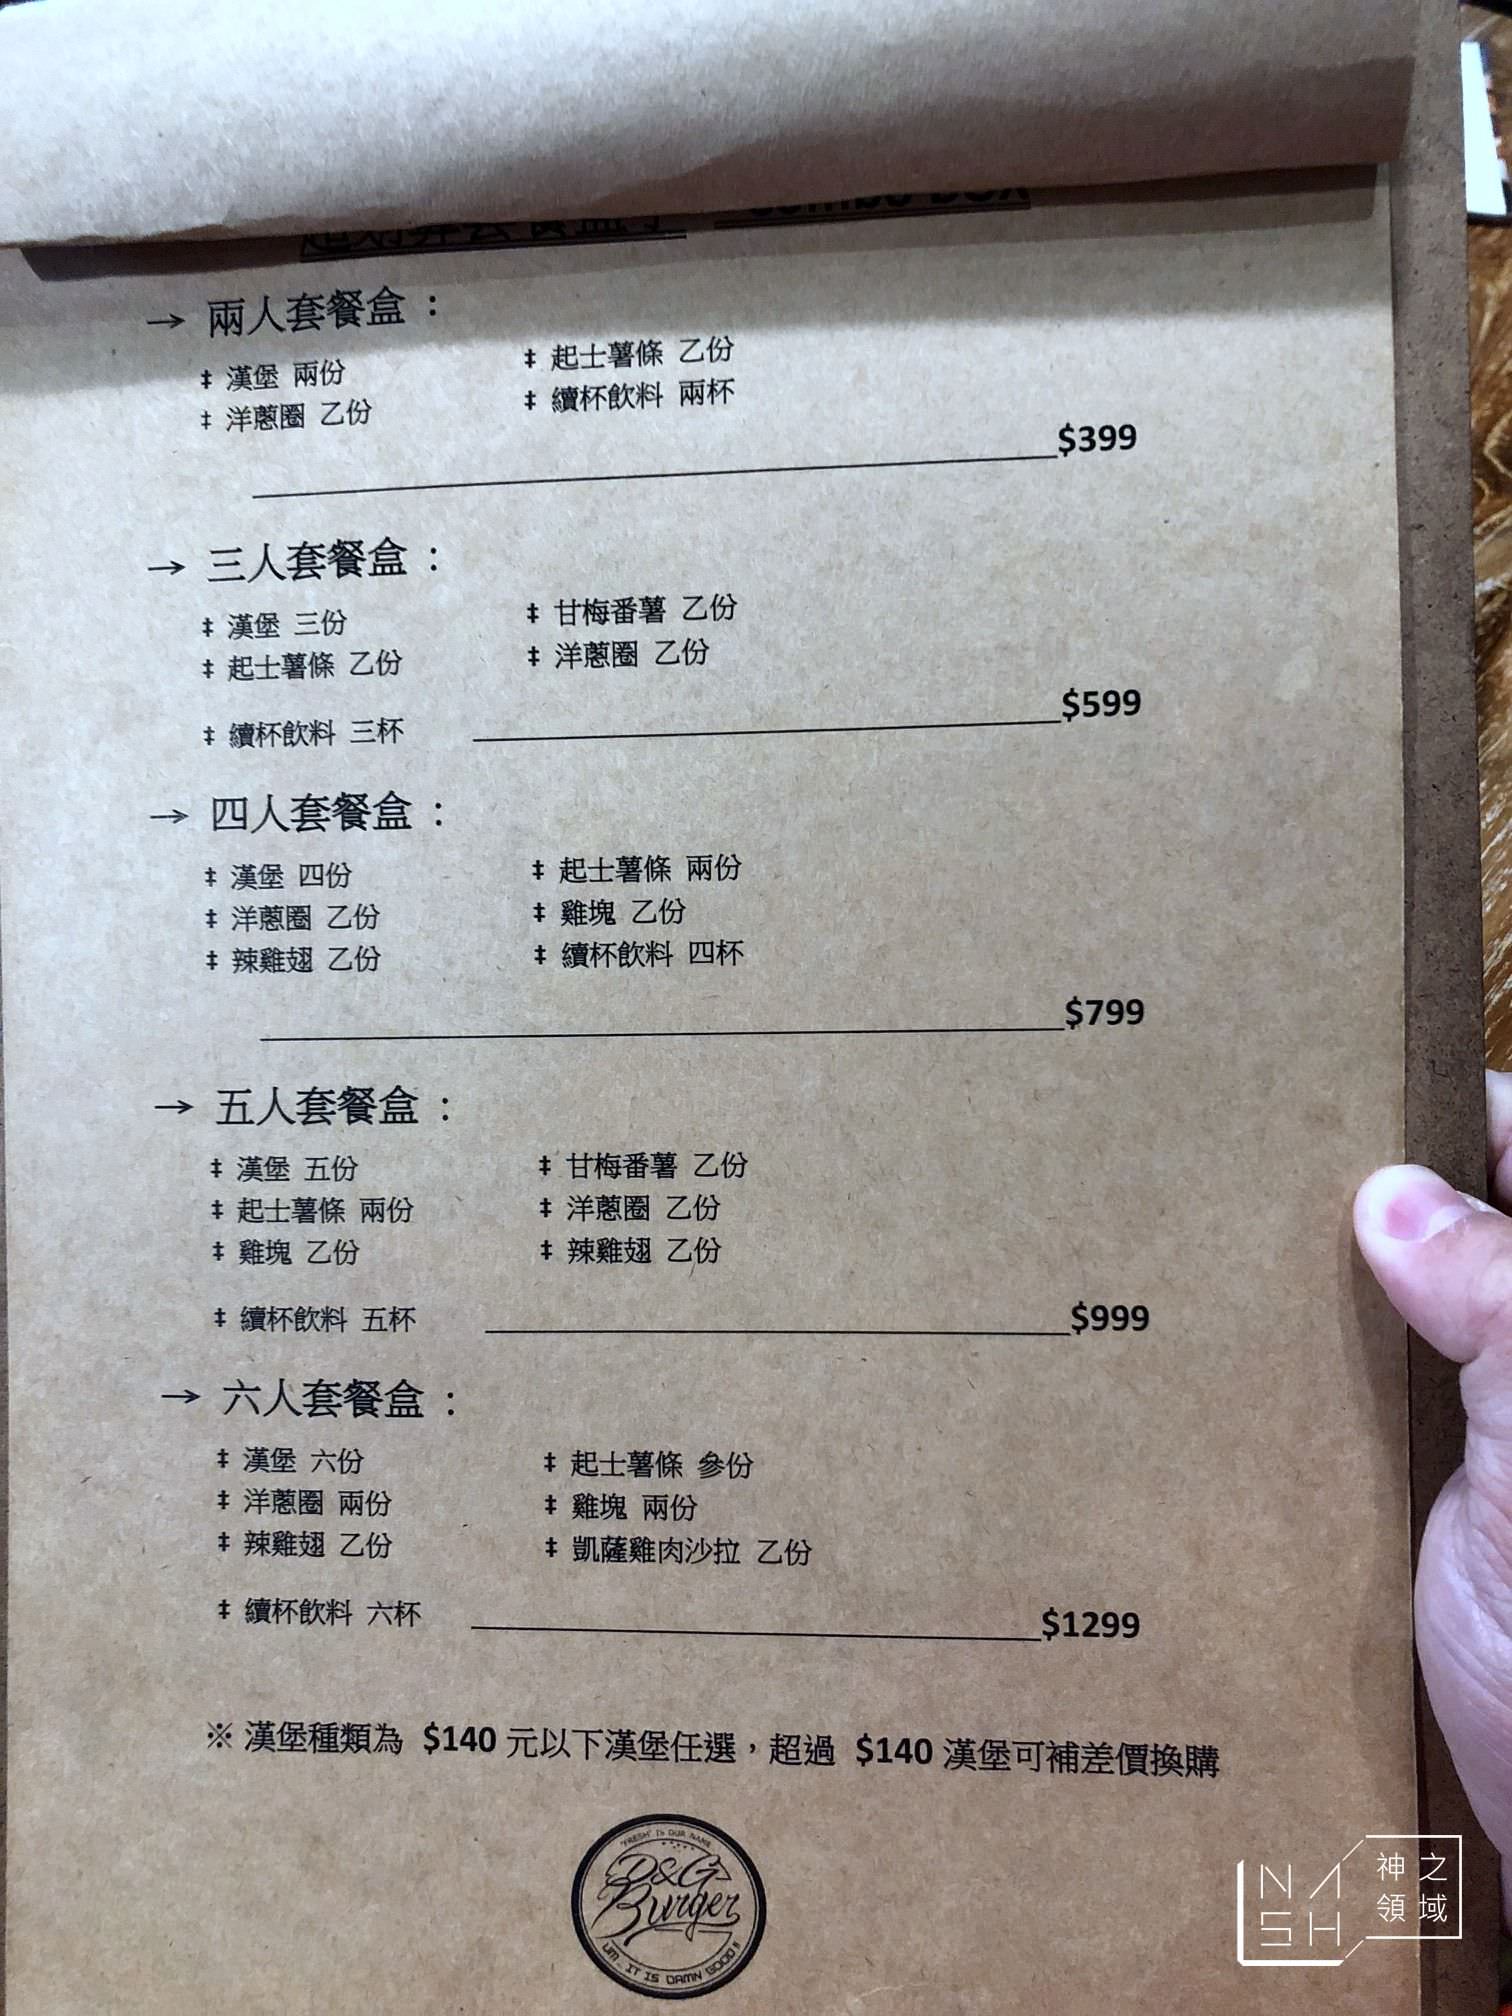 → 兩人套餐盒：
‡ 漢堡 兩份 ‡ 起士薯條 乙份
‡ 洋蔥圈 乙份 ‡ 續杯飲料 兩杯
$399
→ 三人套餐盒：
‡ 漢堡 三份 ‡ 甘梅番薯 乙份
‡ 起士薯條 乙份 ‡ 洋蔥圈 乙份
‡ 續杯飲料 三杯 $599
→ 四人套餐盒：
‡ 漢堡 四份 ‡ 起士薯條 兩份
‡ 洋蔥圈 乙份 ‡ 雞塊 乙份
‡ 辣雞翅 乙份 ‡ 續杯飲料 四杯
$799
→ 五人套餐盒：
‡ 漢堡 五份 ‡ 甘梅番薯 乙份
‡ 起士薯條 兩份 ‡ 洋蔥圈 乙份
‡ 雞塊 乙份 ‡ 辣雞翅 乙份
‡ 續杯飲料 五杯 $999
→ 六人套餐盒：
‡ 漢堡 六份 ‡ 起士薯條 參份
‡ 洋蔥圈 兩份 ‡ 雞塊 兩份
‡ 辣雞翅 乙份 ‡ 凱薩雞肉沙拉 乙份
‡ 續杯飲料 六杯 $1299
※ 漢堡種類為 $140 元以下漢堡任選，超過 $140 漢堡可補差價換購
"FRESH" Is OUR NAME
D&G
Burger
UM... IT IS DAMN GOOD!!
NASH
神之
領域